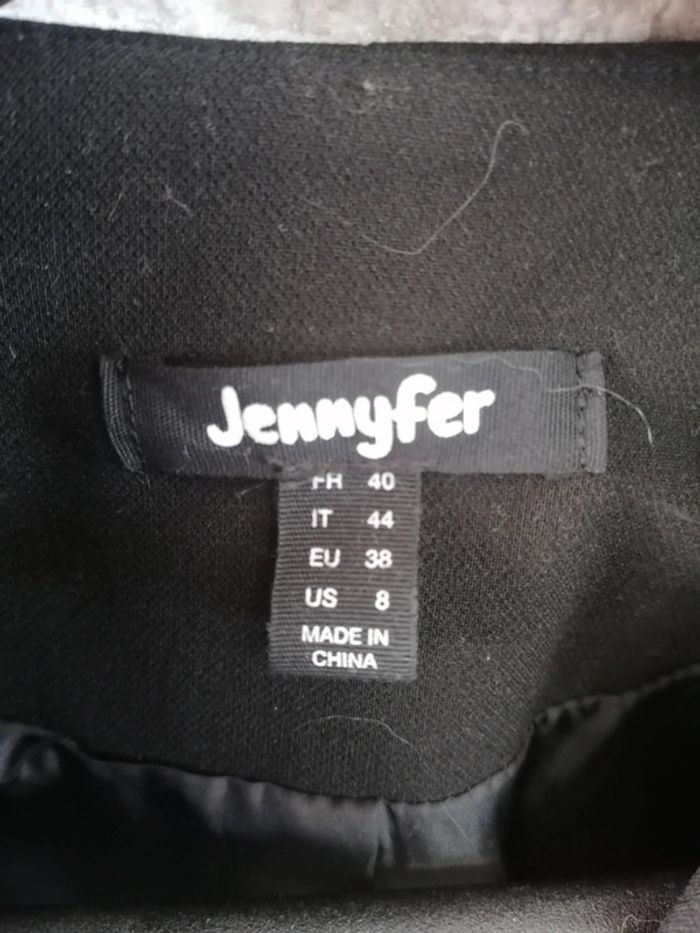 Jennyfer
FR 40
IT 44
EU 38
US 8
MADE IN
CHINA